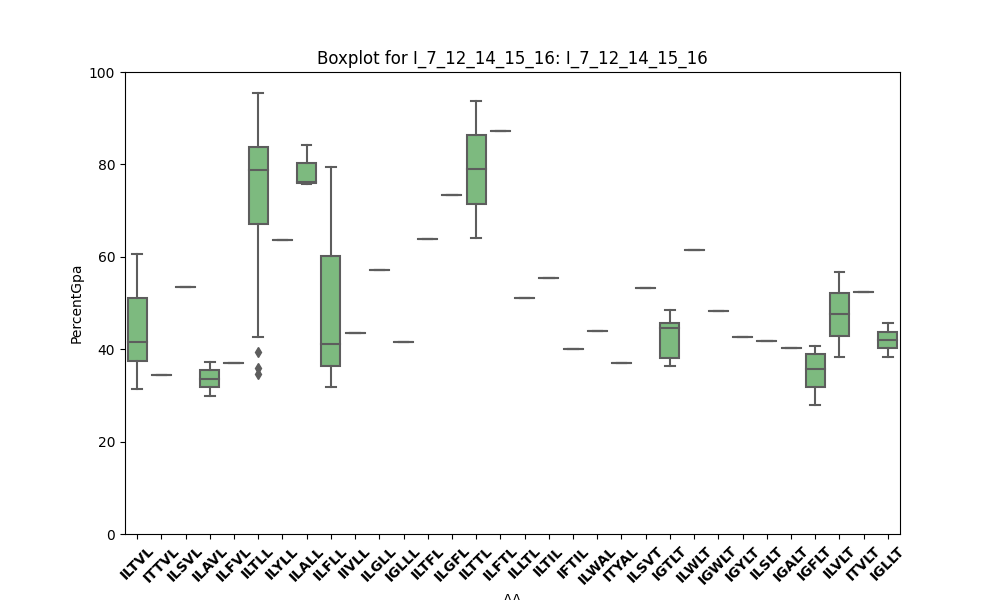 Boxplot for I_7_12_14_15_16: I_7_12_14_15_16
100
80
60
40
20
0
PercentGpa
ILTVL
ITTVL
ILSVL
ILAVL
ILFVL
ILTLL
ILYLL
ILALL
ILFLL
IIVLL
ILGLL
IGLLL
ILTFL
ILGFL
ILTTL
ILFTL
ILLTL
ILTIL
IFTIL
ILWAL
ITYAL
ILSVT
IGTLT
ILWLT
IGWLT
IGYLT
ILSLT
IGALT
IGFLT
ILVLT
ITVLT
IGLLT
AA